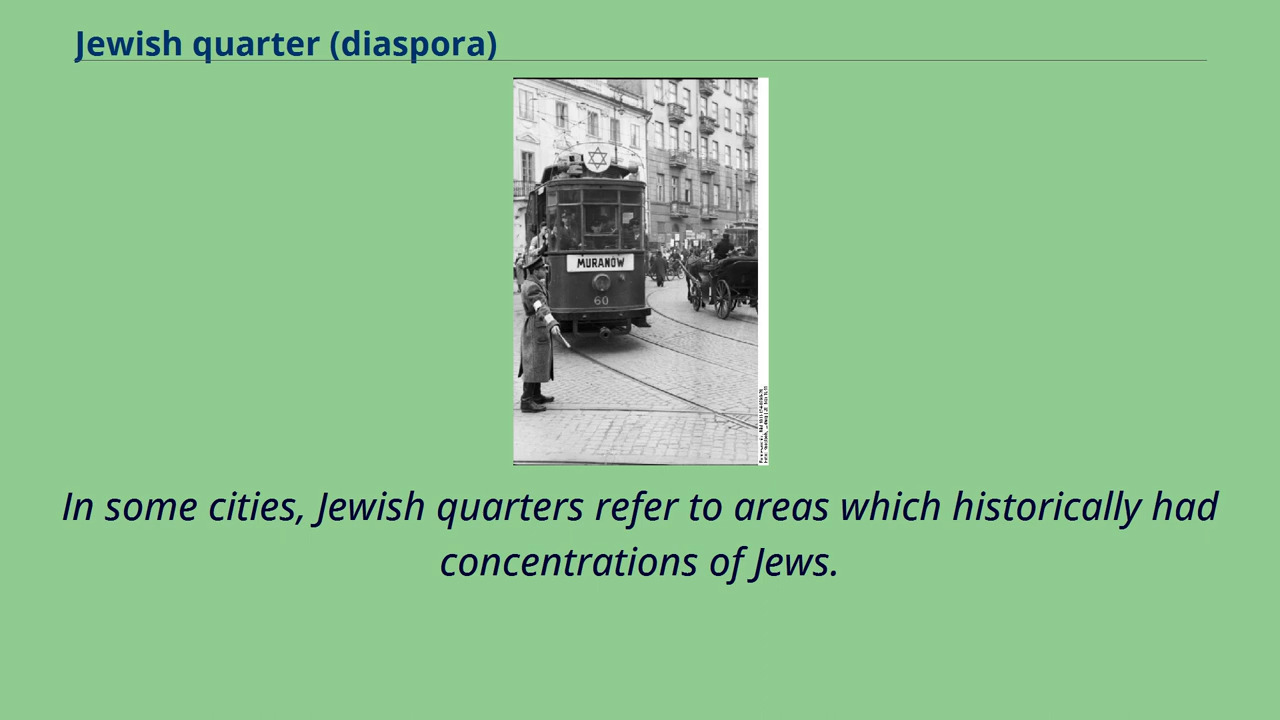 Jewish quarter (diaspora)
MURANÓW
60
In some cities, Jewish quarters refer to areas which historically had
concentrations of Jews.